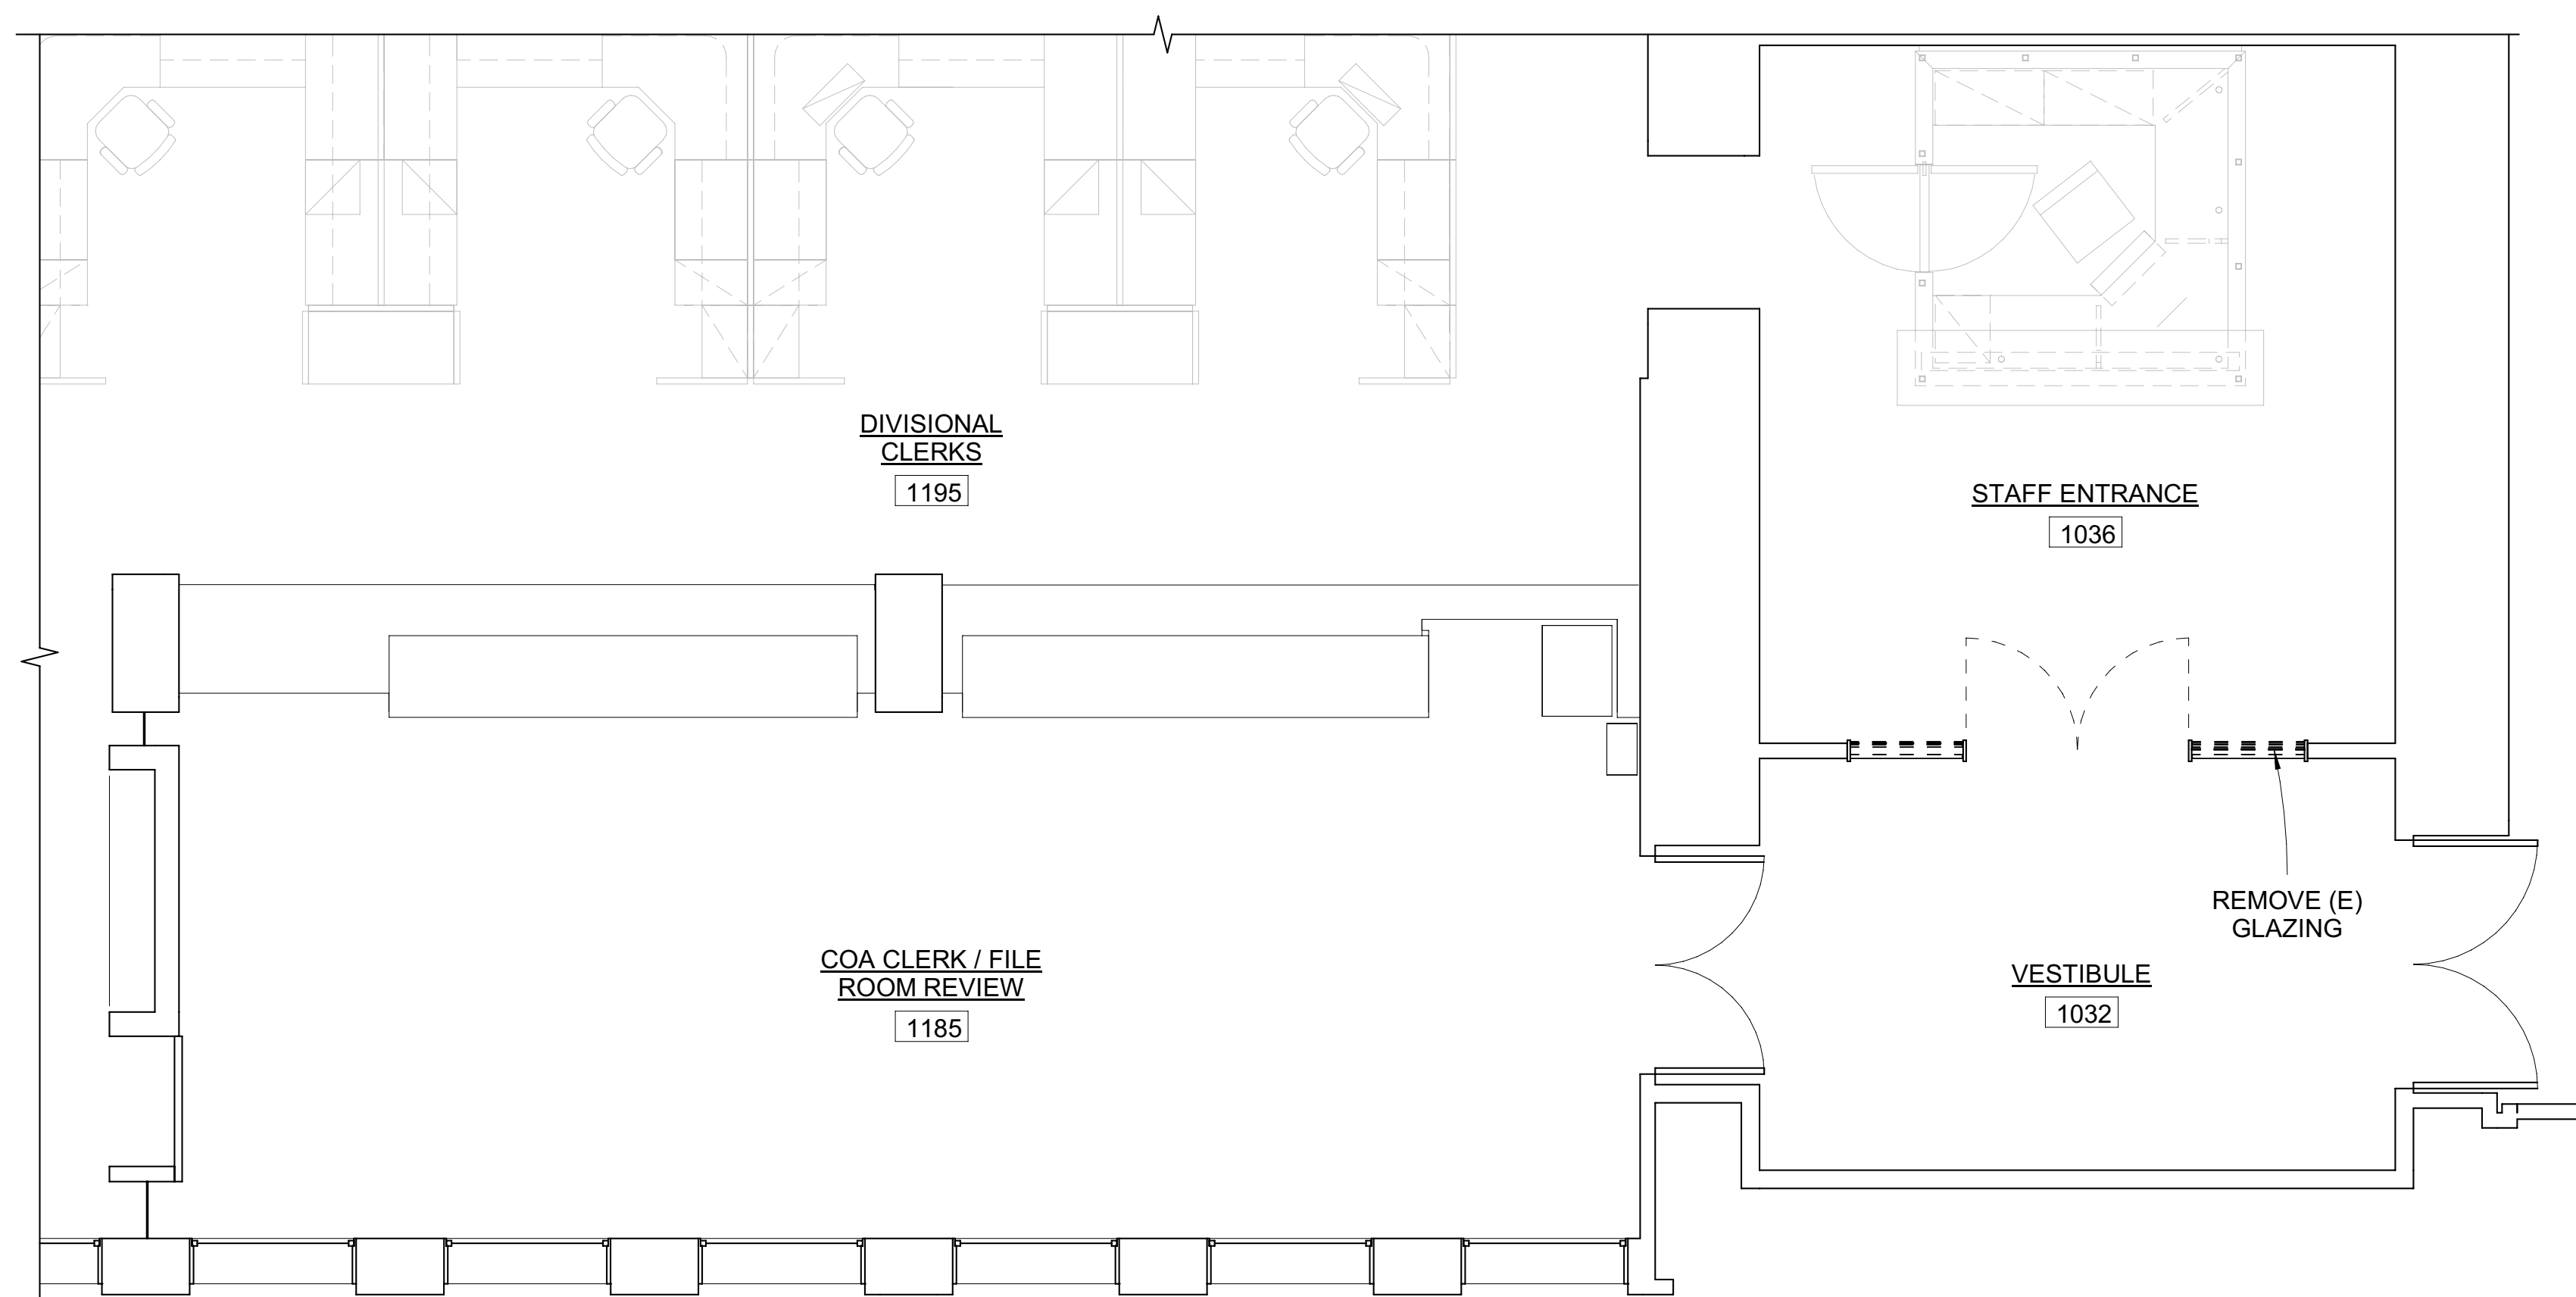 DIVISIONAL
CLERKS
1195
STAFF ENTRANCE
1036
REMOVE (E)
GLAZING
COA CLERK / FILE
ROOM REVIEW
1185
VESTIBULE
1032